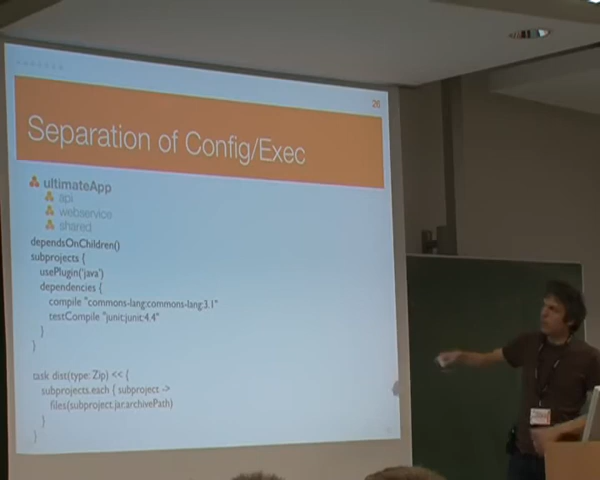 26
Separation of Config/Exec
ultimateApp
api
webservice
shared
dependsOnChildren()
subprojects {
usePlugin('java')
dependencies {
compile "commons-lang:commons-lang:3.1"
testCompile "junit:junit:4.4"
}
}
task dist(type: Zip) << {
subprojects.each { subproject ->
files(subproject.jar.archivePath)
}
}